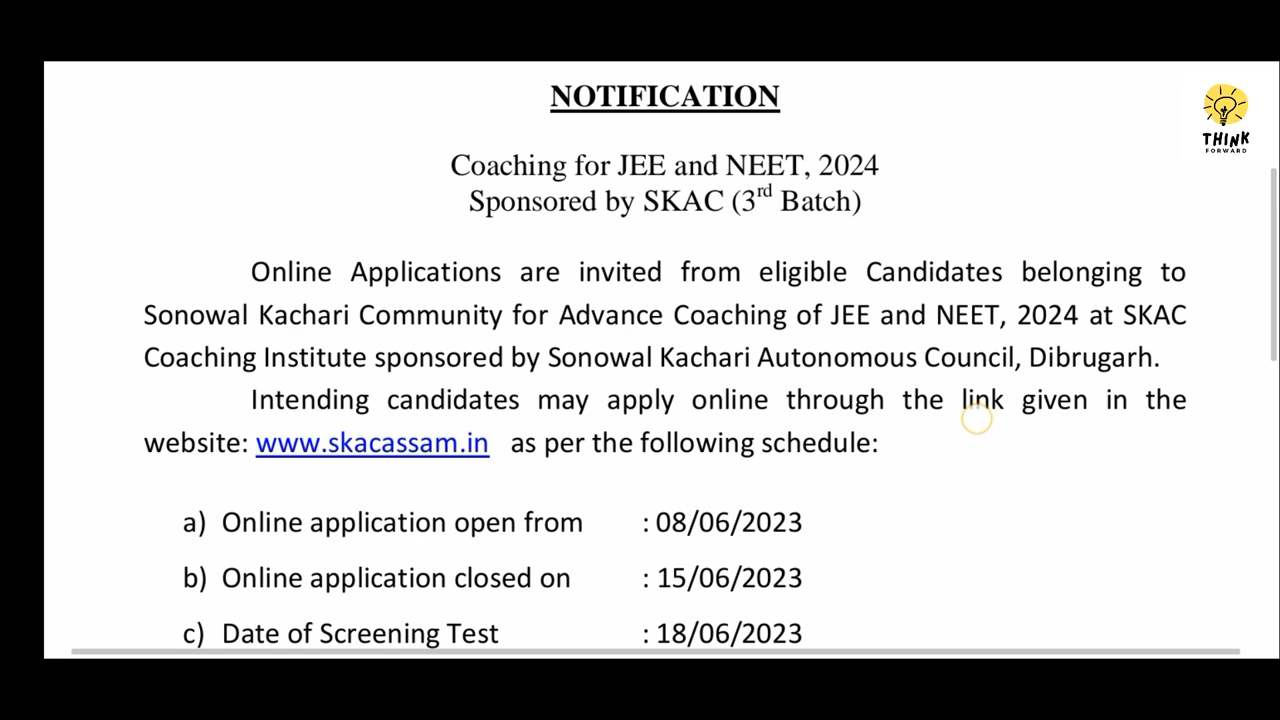 NOTIFICATION
THINK
FORWARD
Coaching for JEE and NEET, 2024
Sponsored by SKAC (3rd Batch)
Online Applications are invited from eligible Candidates belonging to
Sonowal Kachari Community for Advance Coaching of JEE and NEET, 2024 at SKAC
Coaching Institute sponsored by Sonowal Kachari Autonomous Council, Dibrugarh.
Intending candidates may apply online through the link given in the
website: www.skacassam.in as per the following schedule:
a) Online application open from : 08/06/2023
b) Online application closed on : 15/06/2023
c) Date of Screening Test : 18/06/2023